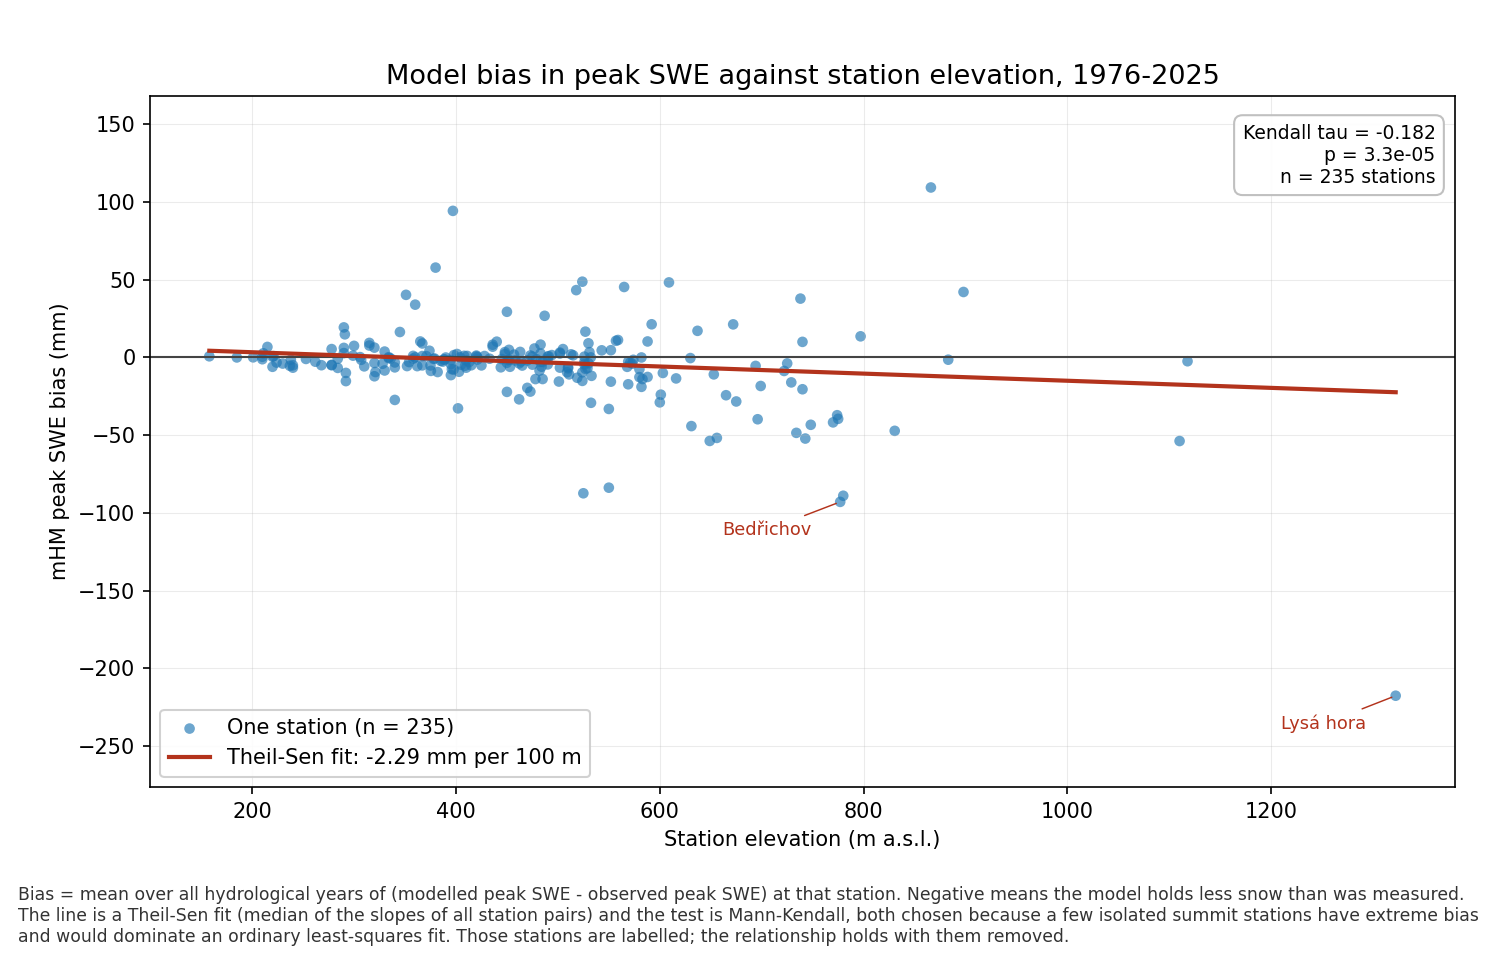 Model bias in peak SWE against station elevation, 1976-2025
Kendall tau = -0.182
p = 3.3e-05
n = 235 stations
mHM peak SWE bias (mm)
150
100
50
0
−50
−100
−150
−200
−250
Bedřichov
Lysá hora
One station (n = 235)
Theil-Sen fit: -2.29 mm per 100 m
200
400
600
800
1000
1200
Station elevation (m a.s.l.)
Bias = mean over all hydrological years of (modelled peak SWE - observed peak SWE) at that station. Negative means the model holds less snow than was measured.
The line is a Theil-Sen fit (median of the slopes of all station pairs) and the test is Mann-Kendall, both chosen because a few isolated summit stations have extreme bias
and would dominate an ordinary least-squares fit. Those stations are labelled; the relationship holds with them removed.